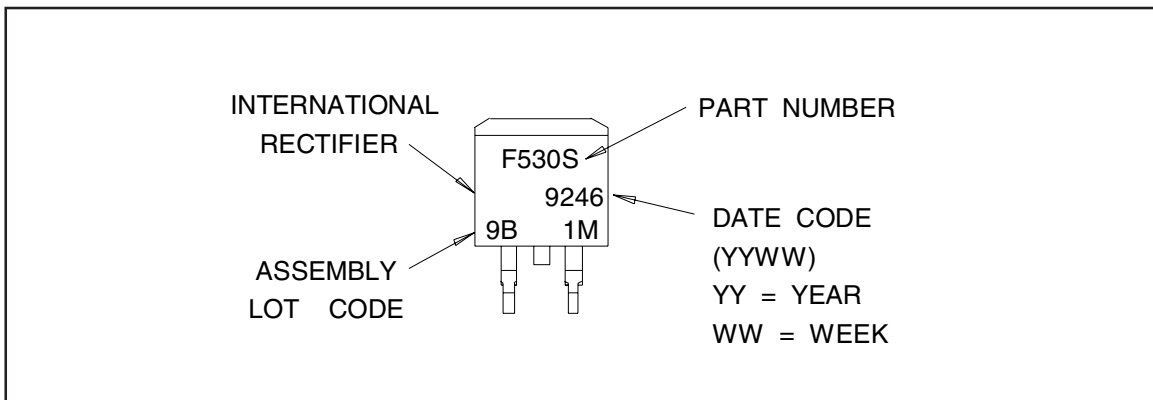 INTERNATIONAL
RECTIFIER
ASSEMBLY
LOT CODE
F530S
9246
9B 1M
PART NUMBER
DATE CODE
(YYWW)
YY = YEAR
WW = WEEK